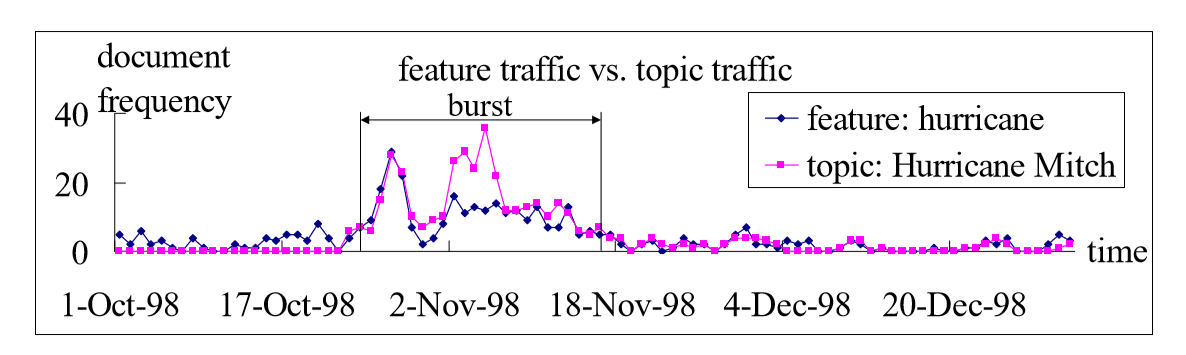 document
frequency
feature traffic vs. topic traffic
burst
40
20
0
feature: hurricane
topic: Hurricane Mitch
time
1-Oct-98 17-Oct-98 2-Nov-98 18-Nov-98 4-Dec-98 20-Dec-98